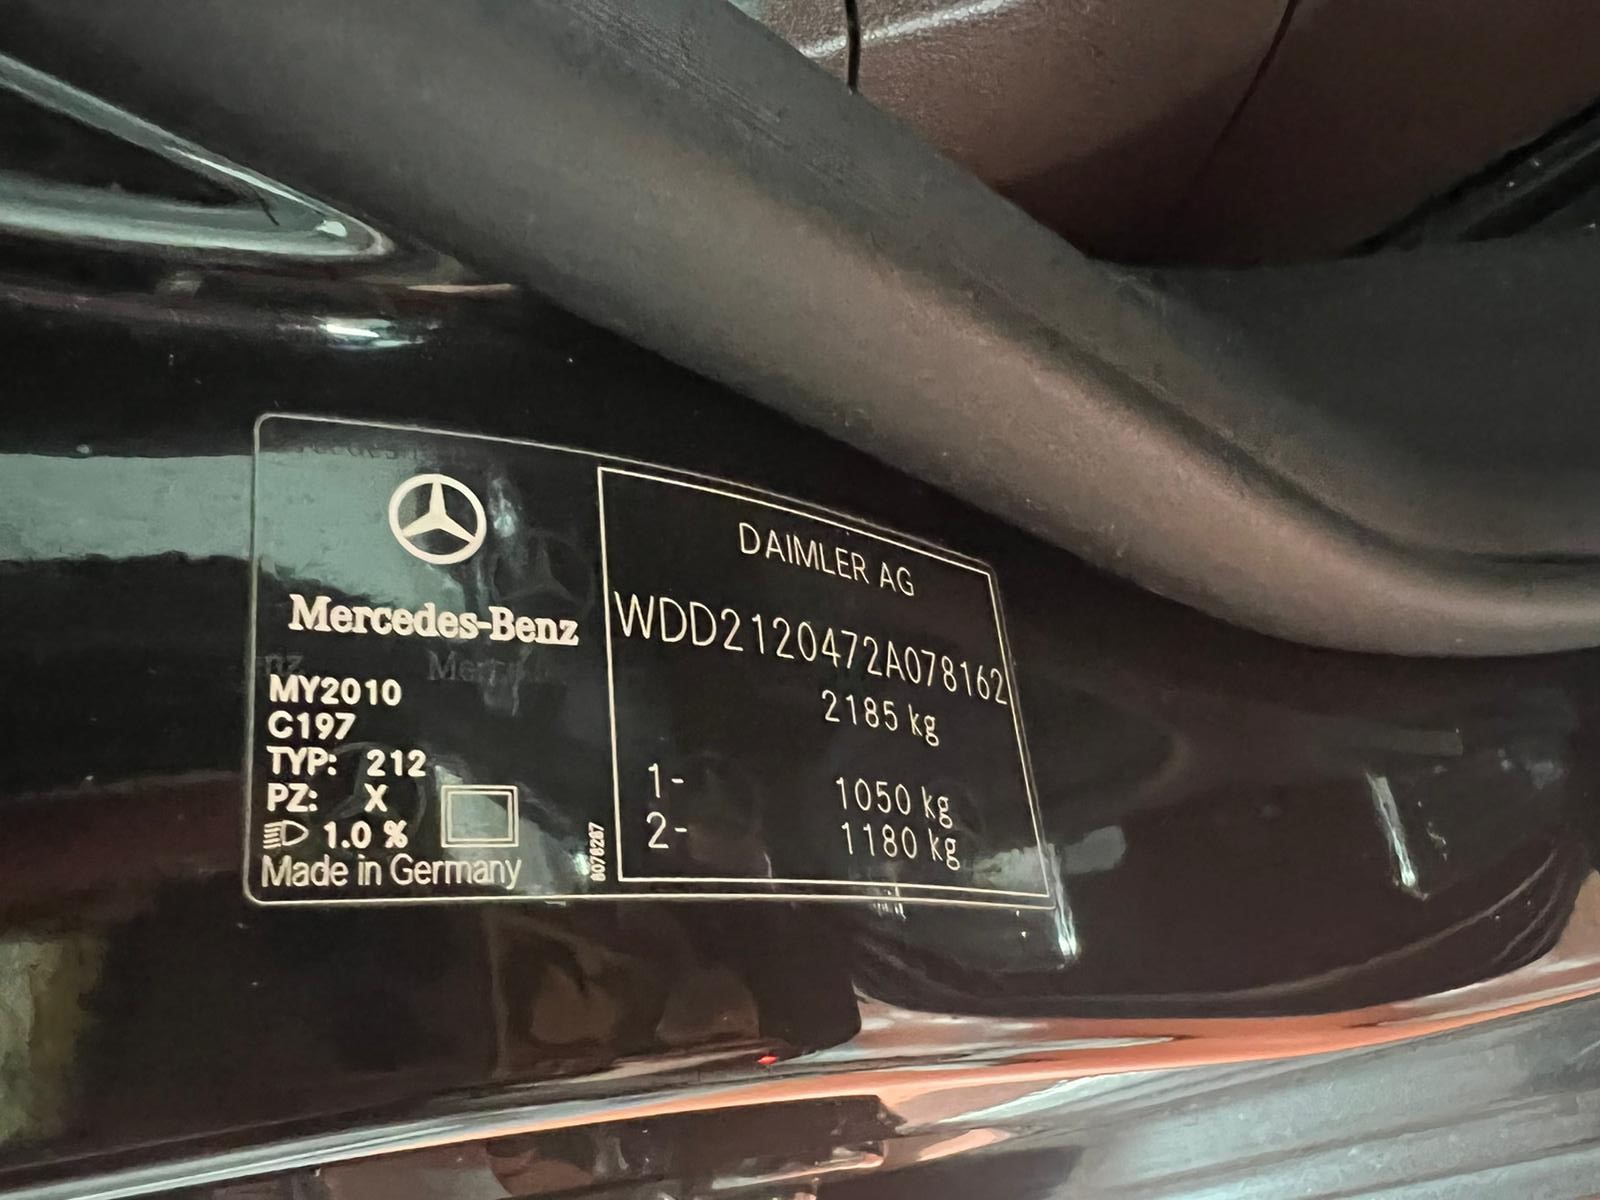 Mercedes-Benz
MY2010
C197
TYP: 212
PZ: X
1.0 %
Made in Germany
DAIMLER AG
WDD2120472A078162
2185 kg
1- 1050 kg
2- 1180 kg